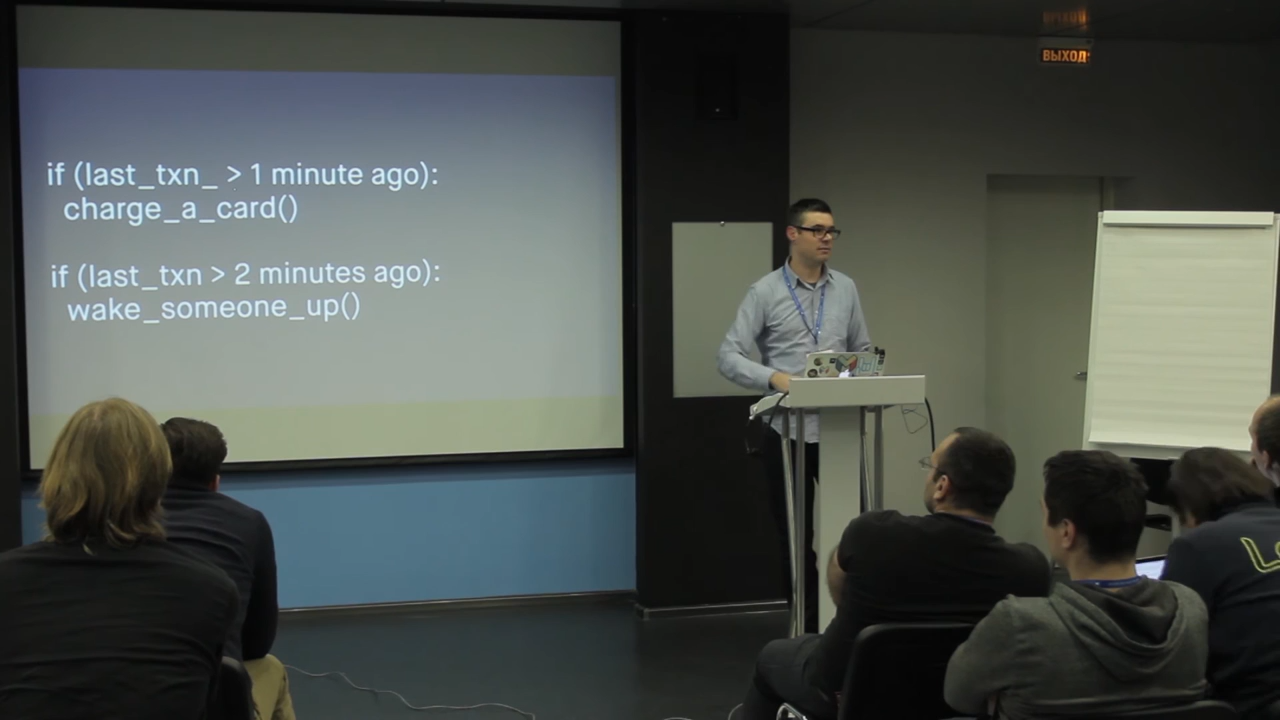 if (last_txn_ > 1 minute ago):
charge_a_card()
if (last_txn > 2 minutes ago):
wake_someone_up()
ВЫХОД